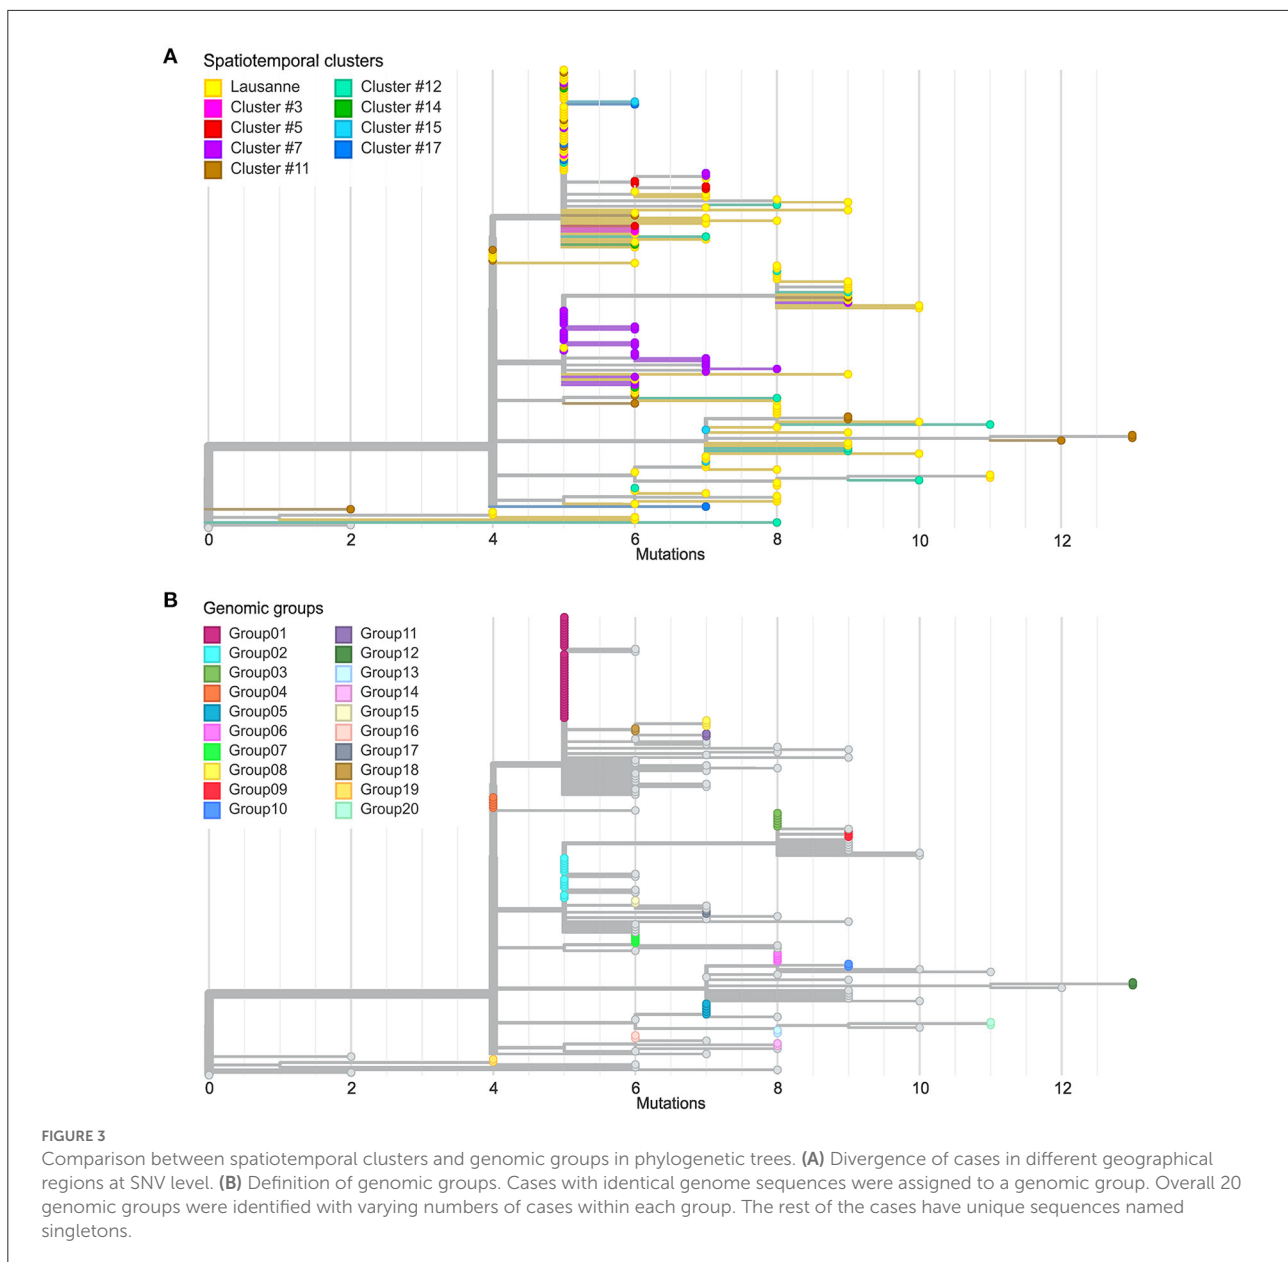 A
Spatiotemporal clusters
Lausanne
Cluster #3
Cluster #5
Cluster #7
Cluster #11
Cluster #12
Cluster #14
Cluster #15
Cluster #17
0 2 4 6 8 10 12
Mutations
B
Genomic groups
Group01
Group02
Group03
Group04
Group05
Group06
Group07
Group08
Group09
Group10
Group11
Group12
Group13
Group14
Group15
Group16
Group17
Group18
Group19
Group20
0 2 4 6 8 10 12
Mutations
FIGURE 3
Comparison between spatiotemporal clusters and genomic groups in phylogenetic trees. (A) Divergence of cases in different geographical
regions at SNV level. (B) Definition of genomic groups. Cases with identical genome sequences were assigned to a genomic group. Overall 20
genomic groups were identified with varying numbers of cases within each group. The rest of the cases have unique sequences named
singletons.